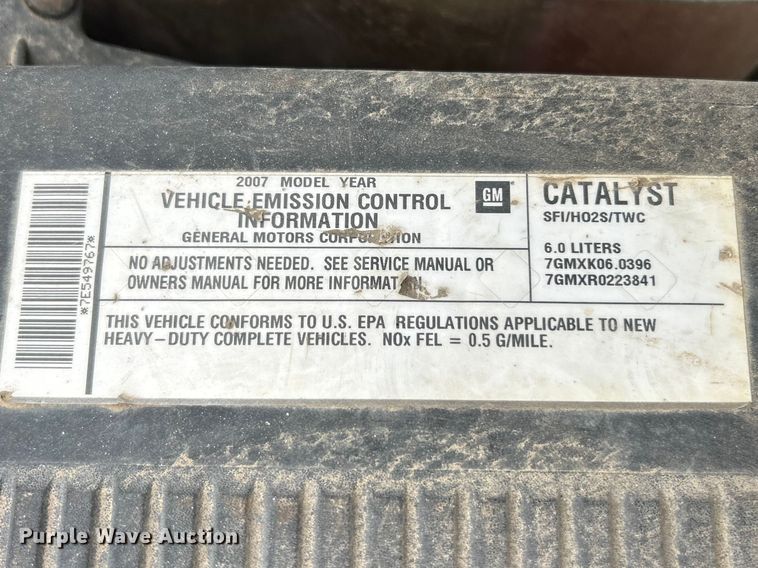 2007 MODEL YEAR
VEHICLE EMISSION CONTROL
INFORMATION
GENERAL MOTORS CORPORATION
GM
CATALYST
SFI/HO2S/TWC
NO ADJUSTMENTS NEEDED. SEE SERVICE MANUAL OR
OWNERS MANUAL FOR MORE INFORMATION.
6.0 LITERS
7GMXK06.0396
7GMXR0223841
THIS VEHICLE CONFORMS TO U.S. EPA REGULATIONS APPLICABLE TO NEW
HEAVY-DUTY COMPLETE VEHICLES. NOx FEL = 0.5 G/MILE.
*7E549767*
Purple Wave Auction